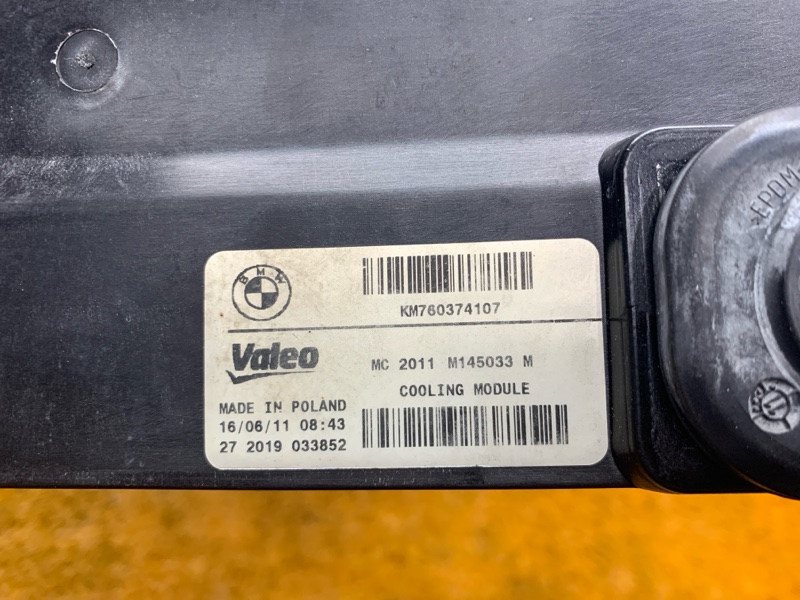 BMW
KM760374107
Valeo
MC 2011 M145033 M
COOLING MODULE
MADE IN POLAND
16/06/11 08:43
27 2019 033852
EPDM